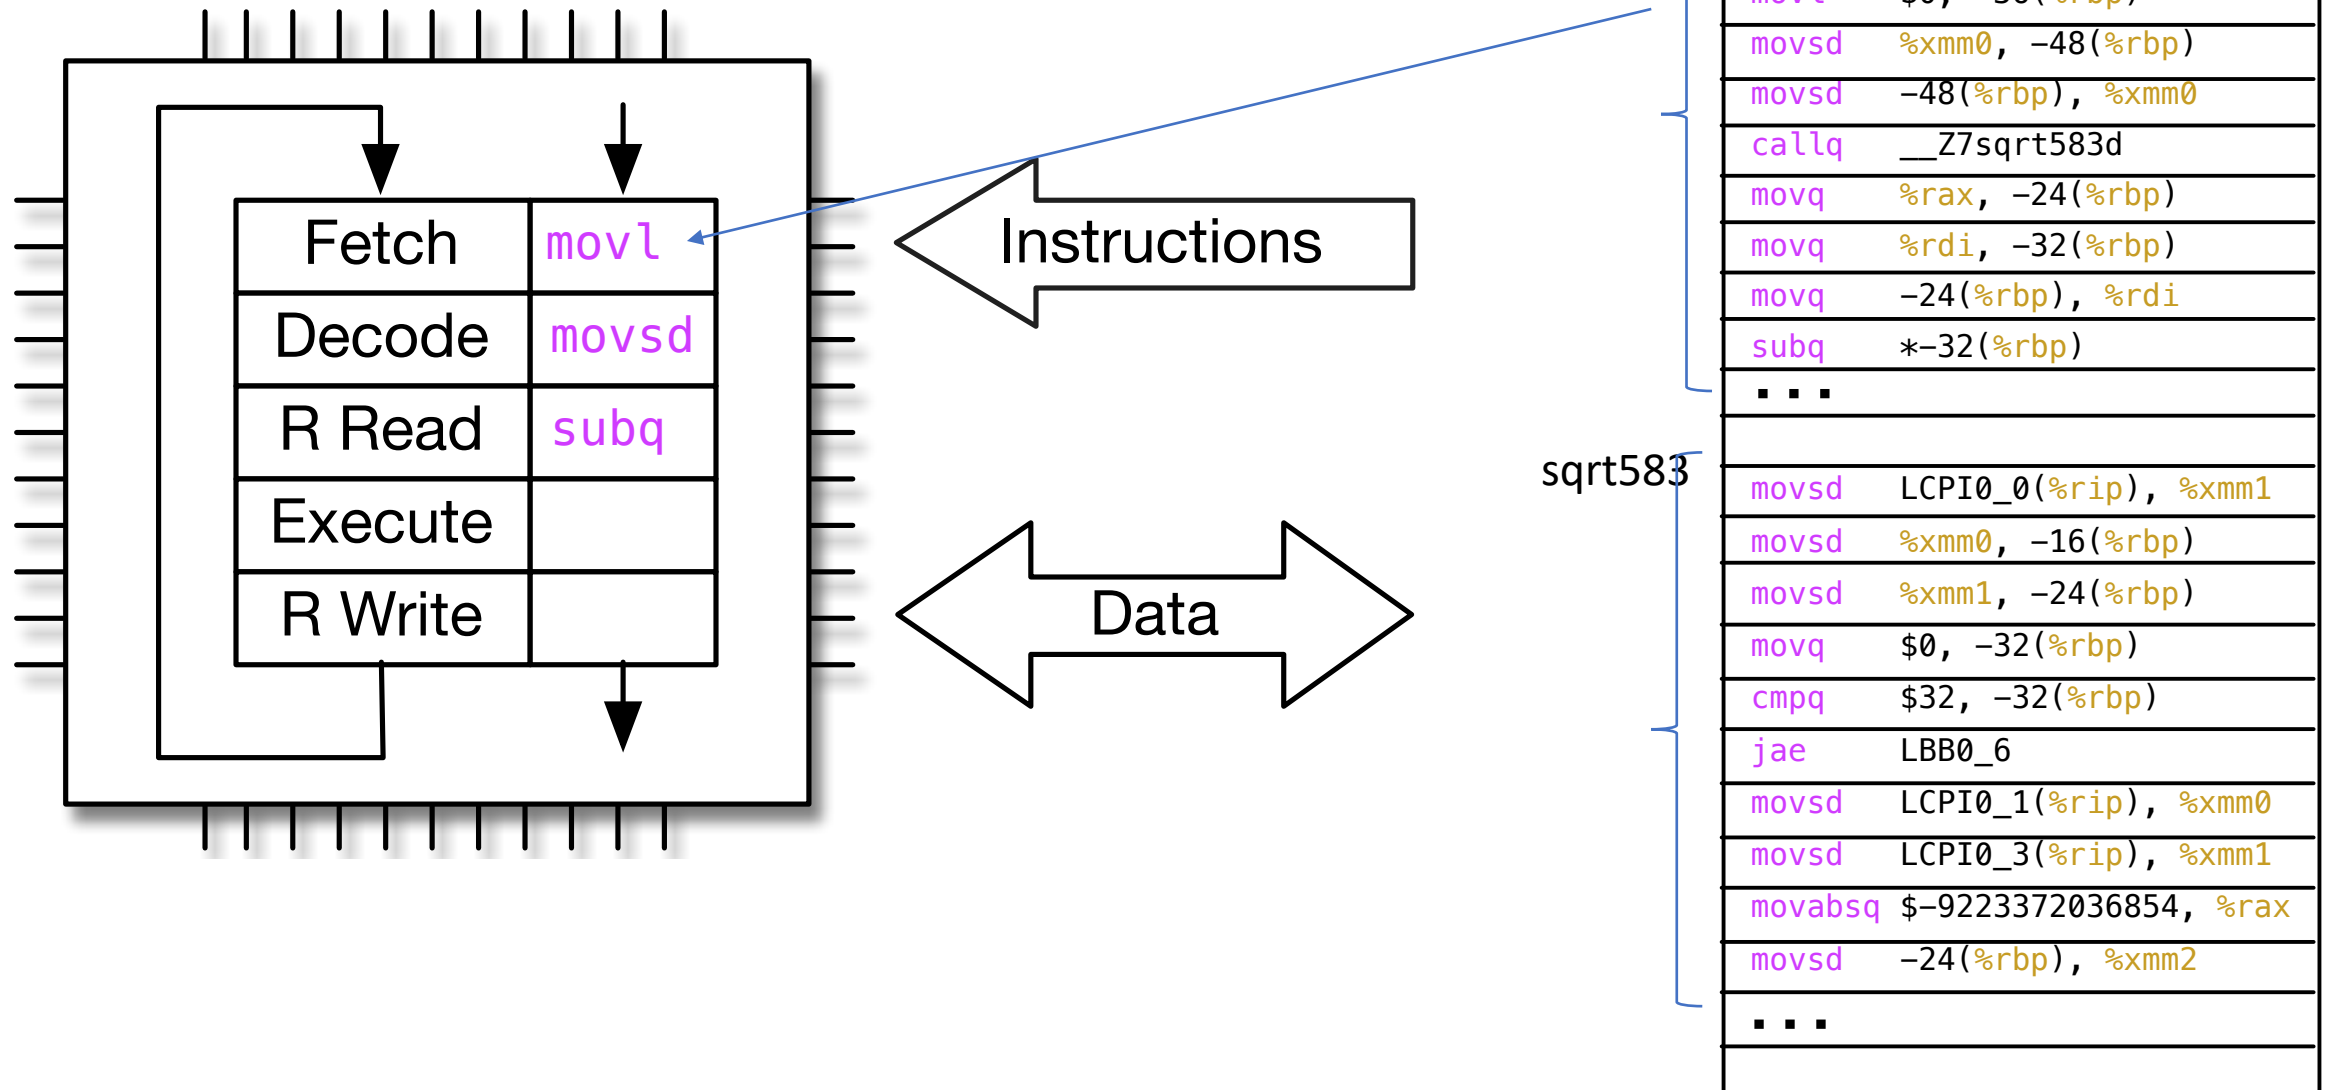 Fetch movl
Decode movsd
R Read subq
Execute
R Write
Instructions
Data
sqrt583
movsd %xmm0, −48(%rbp)
movsd −48(%rbp), %xmm0
callq __Z7sqrt583d
movq %rax, −24(%rbp)
movq %rdi, −32(%rbp)
movq −24(%rbp), %rdi
subq *−32(%rbp)
...
movsd LCPI0_0(%rip), %xmm1
movsd %xmm0, −16(%rbp)
movsd %xmm1, −24(%rbp)
movq $0, −32(%rbp)
cmpq $32, −32(%rbp)
jae LBB0_6
movsd LCPI0_1(%rip), %xmm0
movsd LCPI0_3(%rip), %xmm1
movabsq $−9223372036854, %rax
movsd −24(%rbp), %xmm2
...